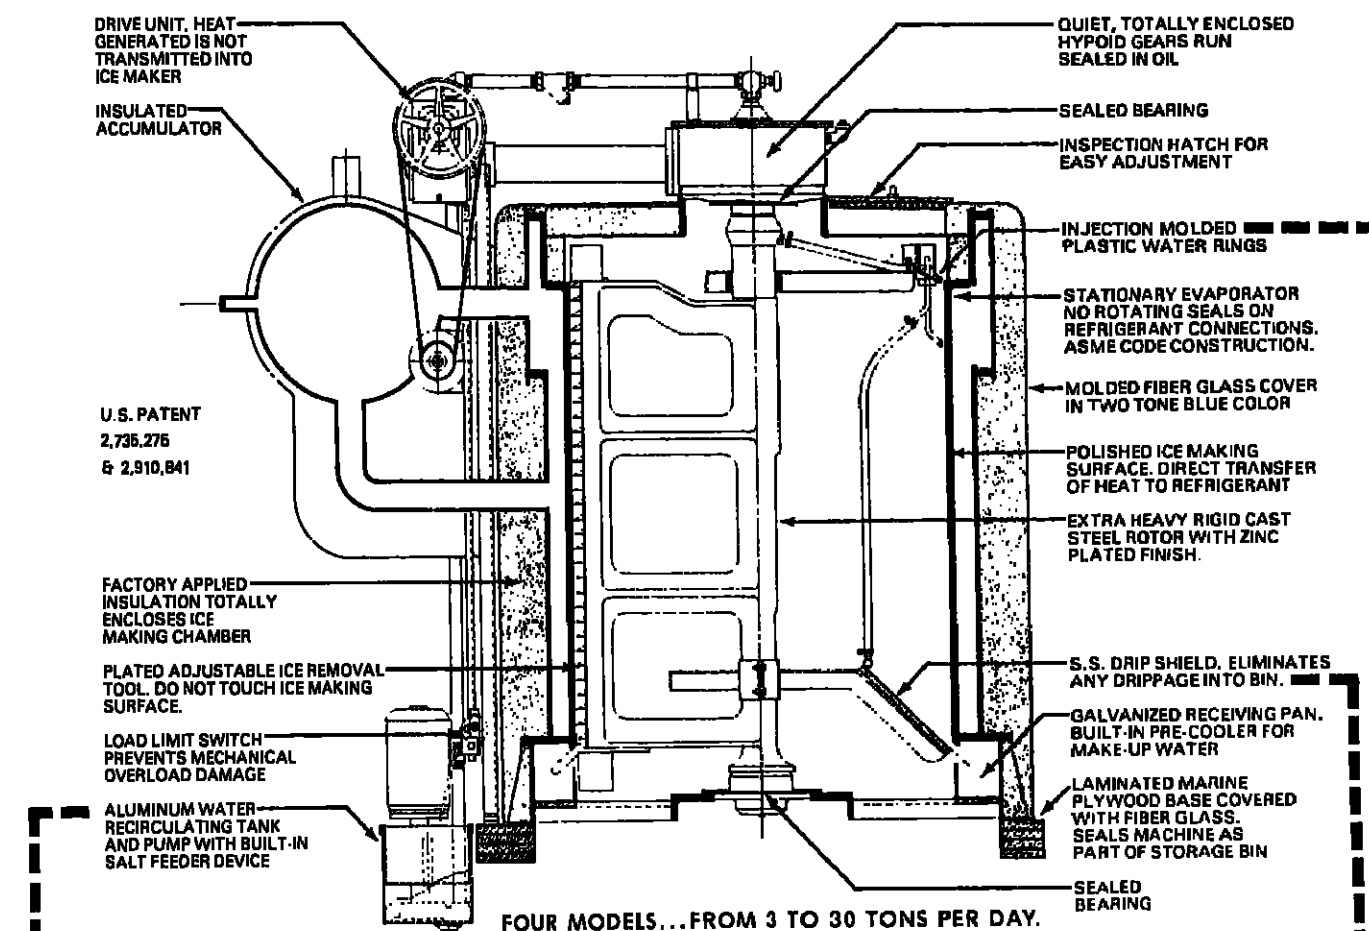 DRIVE UNIT, HEAT
GENERATED IS NOT
TRANSMITTED INTO
ICE MAKER
INSULATED
ACCUMULATOR
U.S. PATENT
2,735,275
& 2,910,841
FACTORY APPLIED
INSULATION TOTALLY
ENCLOSES ICE
MAKING CHAMBER
PLATED ADJUSTABLE ICE REMOVAL
TOOL. DO NOT TOUCH ICE MAKING
SURFACE.
LOAD LIMIT SWITCH
PREVENTS MECHANICAL
OVERLOAD DAMAGE
ALUMINUM WATER
RECIRCULATING TANK
AND PUMP WITH BUILT-IN
SALT FEEDER DEVICE
QUIET, TOTALLY ENCLOSED
HYPOID GEARS RUN
SEALED IN OIL
SEALED BEARING
INSPECTION HATCH FOR
EASY ADJUSTMENT
INJECTION MOLDED
PLASTIC WATER RINGS
STATIONARY EVAPORATOR
NO ROTATING SEALS ON
REFRIGERANT CONNECTIONS.
ASME CODE CONSTRUCTION.
MOLDED FIBER GLASS COVER
IN TWO TONE BLUE COLOR
POLISHED ICE MAKING
SURFACE. DIRECT TRANSFER
OF HEAT TO REFRIGERANT
EXTRA HEAVY RIGID CAST
STEEL ROTOR WITH ZINC
PLATED FINISH.
S.S. DRIP SHIELD. ELIMINATES
ANY DRIPPAGE INTO BIN.
GALVANIZED RECEIVING PAN.
BUILT-IN PRE-COOLER FOR
MAKE-UP WATER
LAMINATED MARINE
PLYWOOD BASE COVERED
WITH FIBER GLASS.
SEALS MACHINE AS
PART OF STORAGE BIN
SEALED
BEARING
FOUR MODELS...FROM 3 TO 30 TONS PER DAY.